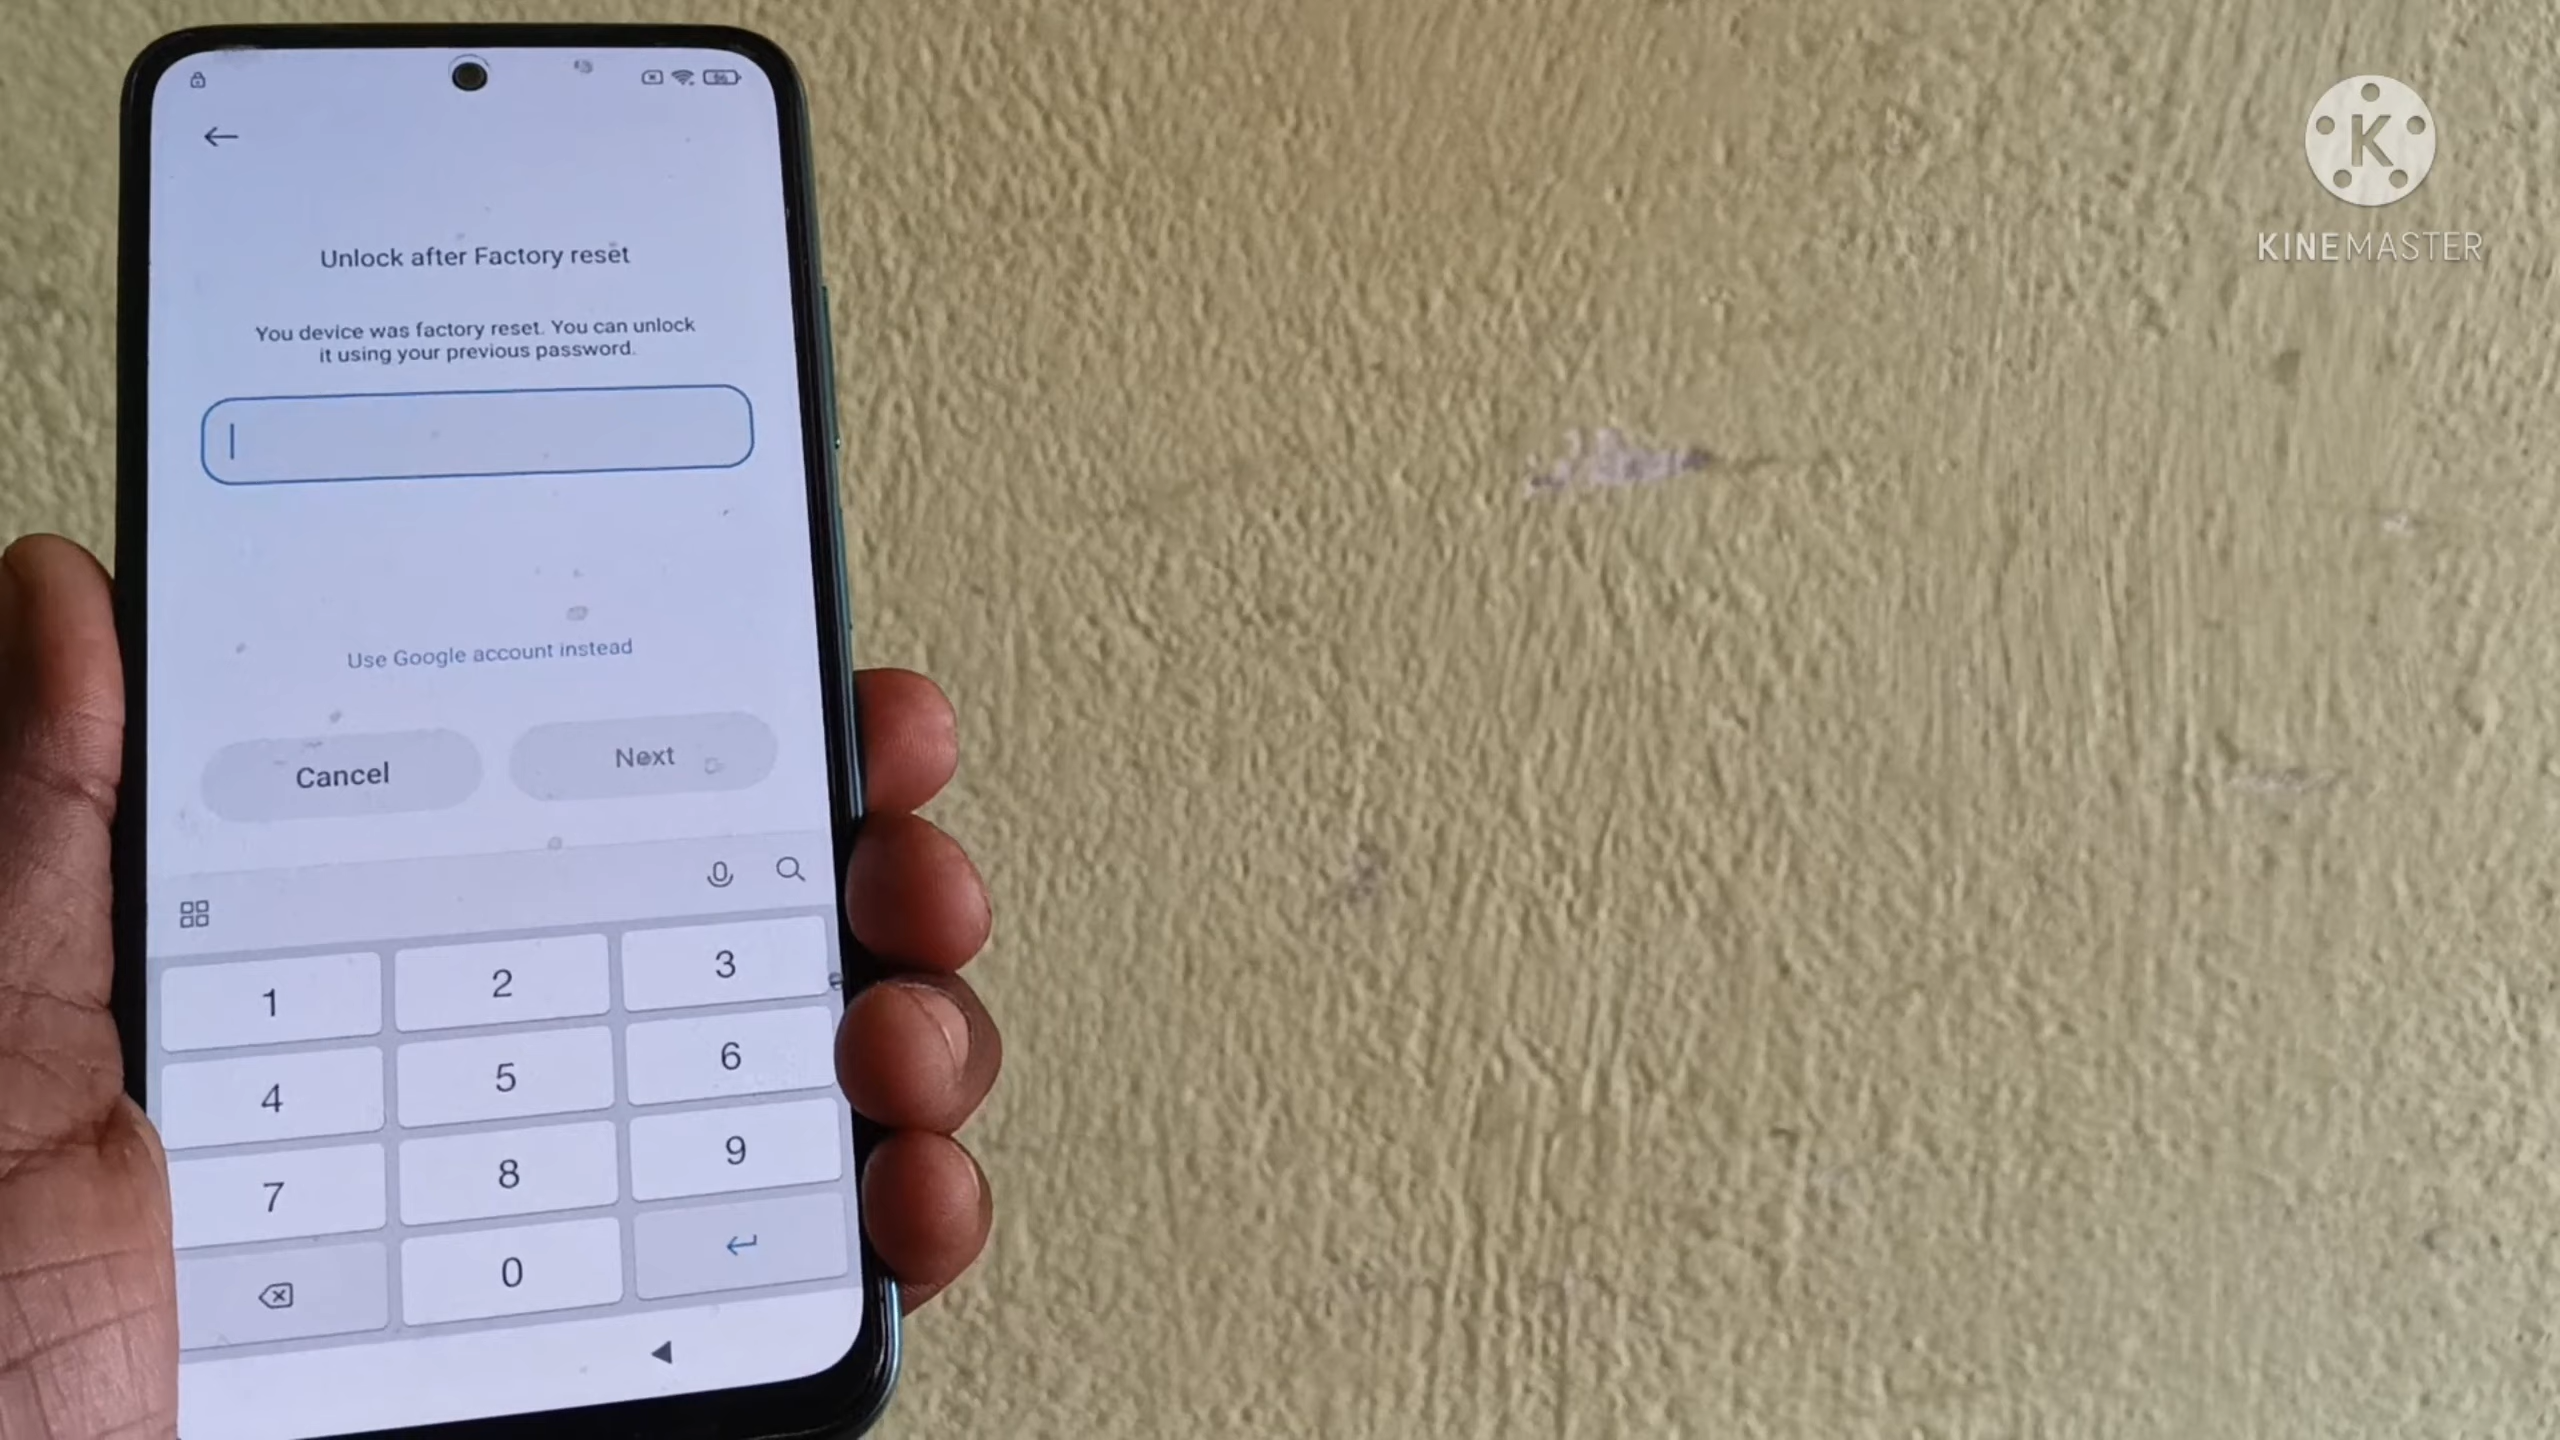 Unlock after Factory reset
You device was factory reset. You can unlock
it using your previous password.
Use Google account instead
Cancel
Next
1
2
3
4
5
6
7
8
9
0
K
KINEMASTER